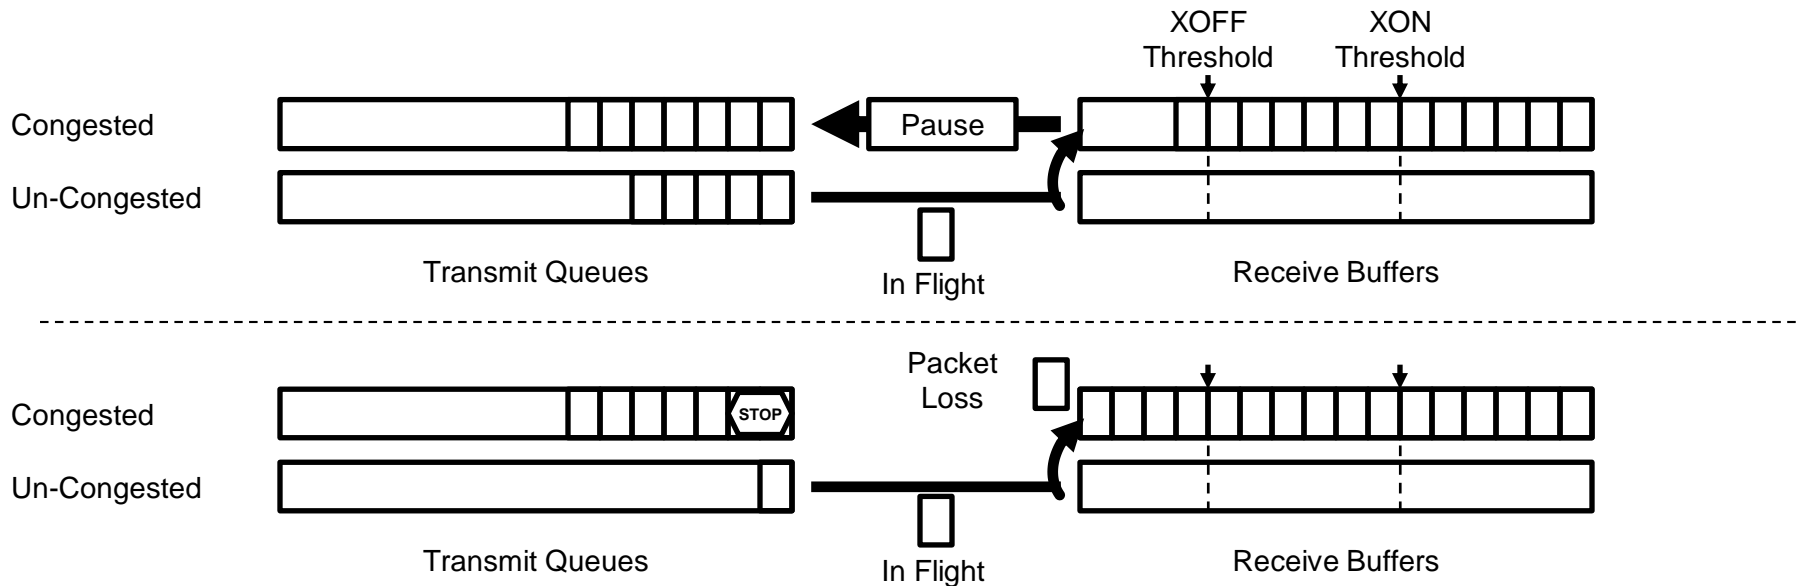 XOFF
Threshold
XON
Threshold
Congested
Pause
Un-Congested
Transmit Queues
In Flight
Receive Buffers
Packet
Loss
Congested
STOP
Un-Congested
Transmit Queues
In Flight
Receive Buffers